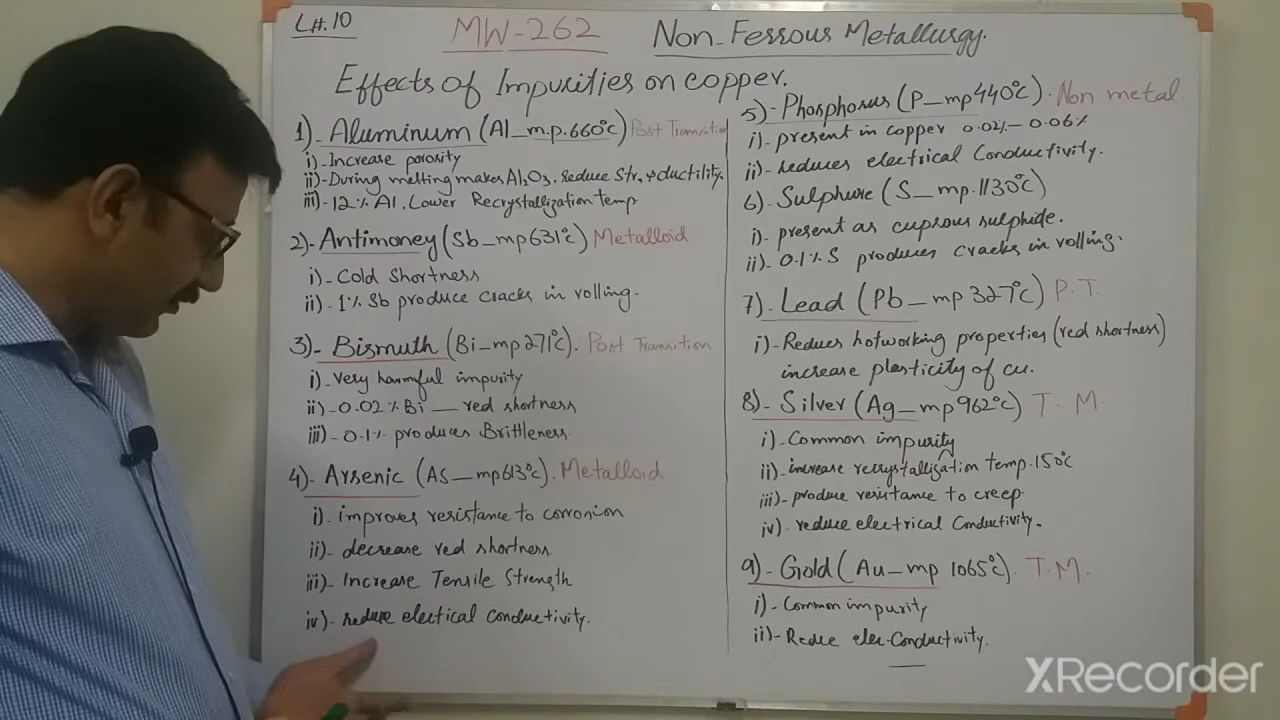 L#.10
MW-262 Non-Ferrous Metallurgy.
Effects of Impurities on copper.
1)- Aluminum (Al_m.p.660°C) Post Transition
i)- Increase porosity
ii)- During melting makes Al2O3. reduce Str, & ductility.
iii)- 12% Al. Lower Recrystallization temp
2)- Antimoney (Sb_mp631°C) Metalloid
i)- Cold Shortness
ii)- 1% Sb produce cracks in rolling.
3)- Bismuth (Bi_mp271°C). Post Transition
i)- Very harmful impurity
ii)- 0.02% Bi _ red shortness
iii)- 0.1% produces Brittleness.
4)- Arsenic (AS_mp613°C). Metalloid
i)- improves resistance to corronion
ii)- decrease red shortness
iii)- Increase Tensile Strength
iv)- reduce electical conductivity.
5)- Phosphorus (P_mp440°C). Non metal
i)- present in copper 0.02%-0.06%
ii)- reduces electrical Conductivity.
6)- Sulphure (S_mp.1130°C)
i)- present as cuprous sulphide.
ii)- 0.1% S produces cracks in rolling.
7)- Lead (Pb_mp 327°C) P.T.
i)- Reduces hotworking properties (red shortness)
increase plasticity of cu.
8)- Silver (Ag_mp962°C) T.M.
i)- Common impurity
ii)- increase recrystallization temp.150°C
iii)- produce resistance to creep.
iv)- reduce electrical Conductivity.
9)- Gold (Au_mp 1065°C). T.M.
i)- Common impurity
ii)- Reduce elec-Conductivity.
XRecorder